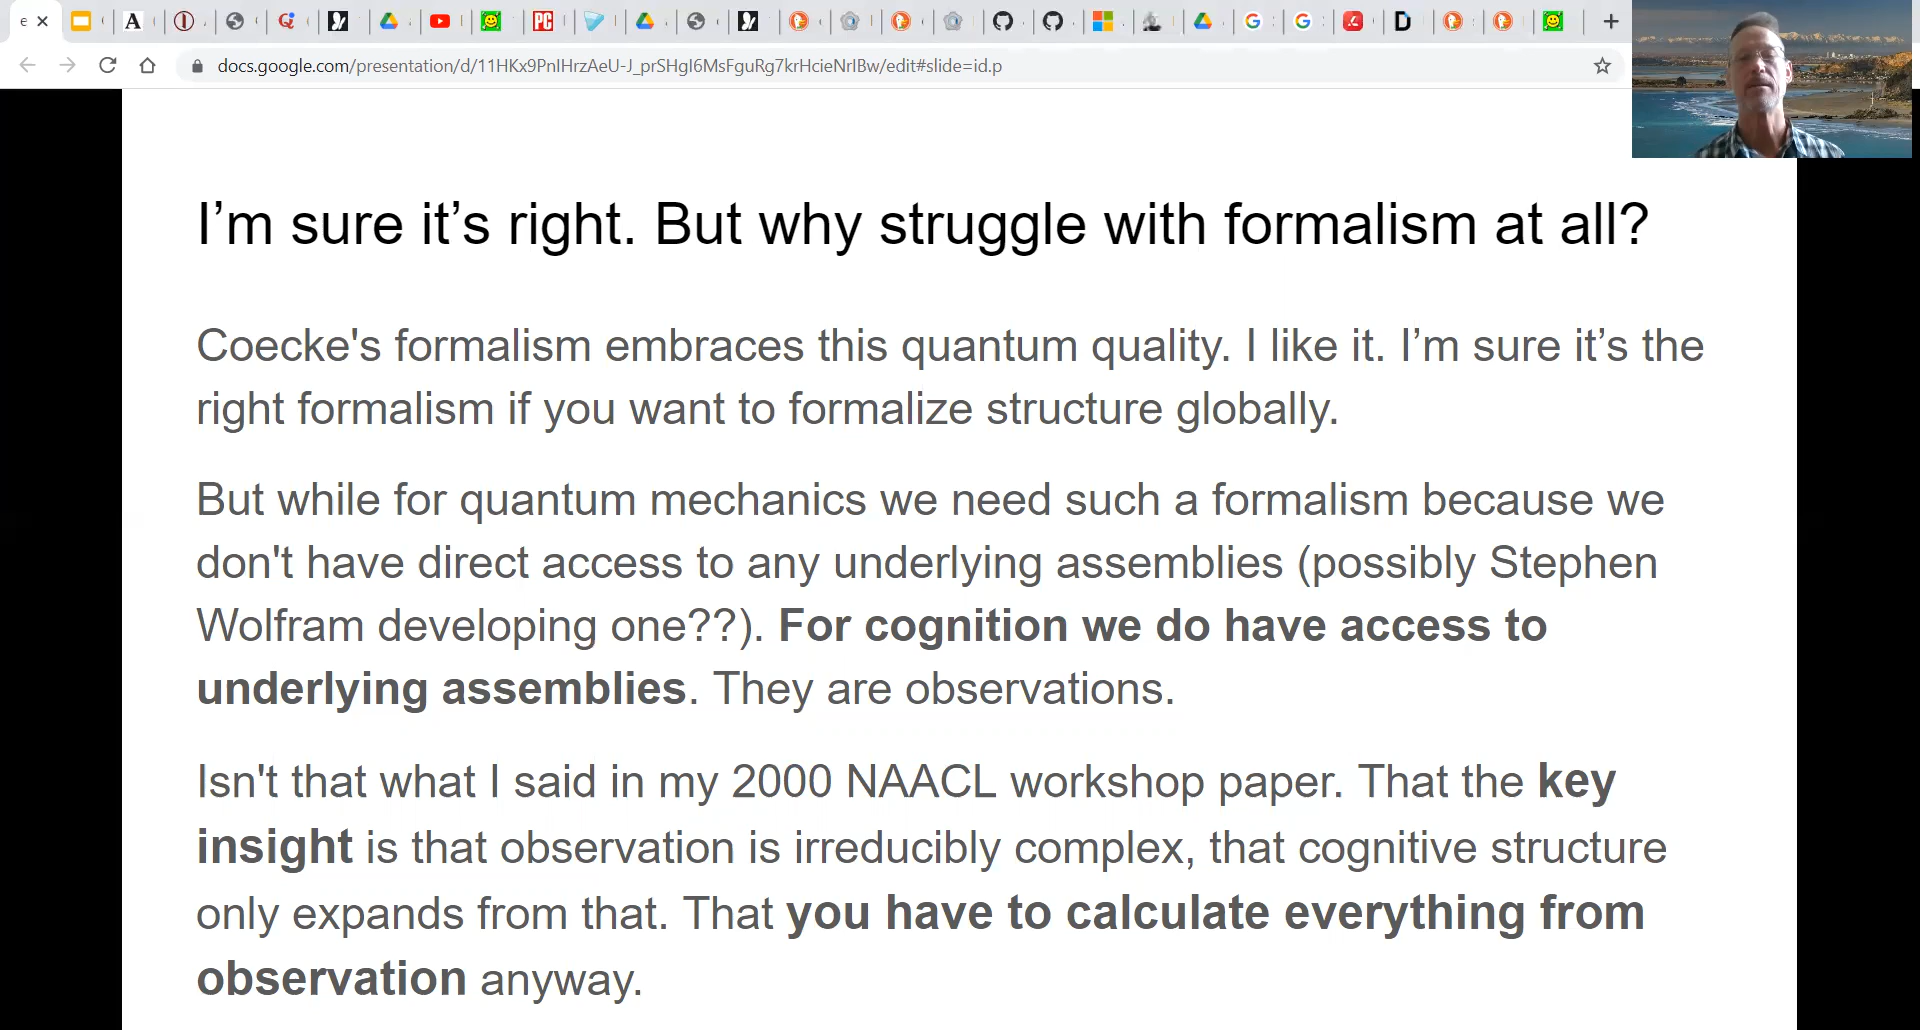 docs.google.com/presentation/d/11HKx9PnIHrzAeU-J_prSHgI6MsFguRg7krHcieNrIBw/edit#slide=id.p
I’m sure it’s right. But why struggle with formalism at all?
Coecke's formalism embraces this quantum quality. I like it. I’m sure it’s the
right formalism if you want to formalize structure globally.
But while for quantum mechanics we need such a formalism because we
don't have direct access to any underlying assemblies (possibly Stephen
Wolfram developing one??). For cognition we do have access to
underlying assemblies. They are observations.
Isn't that what I said in my 2000 NAACL workshop paper. That the key
insight is that observation is irreducibly complex, that cognitive structure
only expands from that. That you have to calculate everything from
observation anyway.